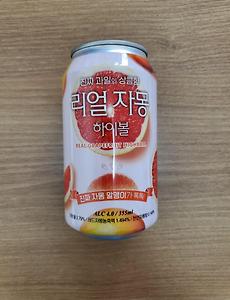 진짜 과일의 상큼함
리얼 자몽
하이볼
REAL GRAPEFRUIT HIGHBALL
진짜 자몽 알맹이가 톡톡
ALC 4.0 / 355ml